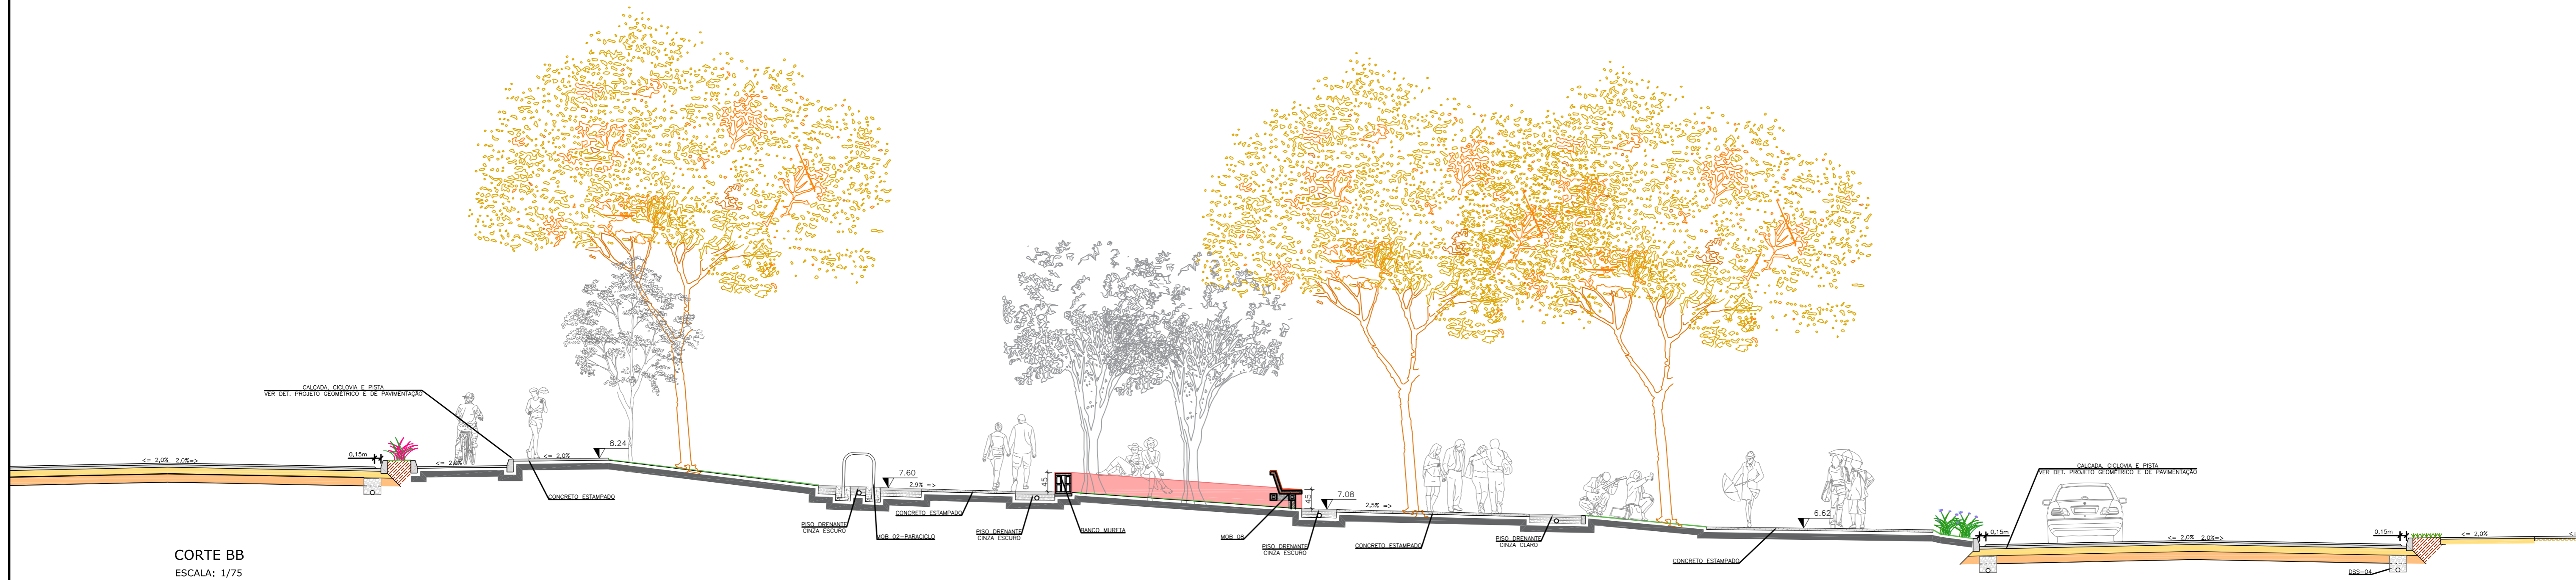 CALÇADA, CICLOVIA E PISTA
VER DET. PROJETO GEOMÉTRICO E DE PAVIMENTAÇÃO
<= 2,0%  2,0%=>
0,15m
<= 2,0%
<= 2,0%
8.24
CONCRETO ESTAMPADO
PISO DRENANTE
CINZA ESCURO
MOB 02-PARACICLO
7.60
2,9% =>
CONCRETO ESTAMPADO
PISO DRENANTE
CINZA ESCURO
45
BANCO MURETA
MOB 08
45
PISO DRENANTE
CINZA ESCURO
7.08
2,5% =>
CONCRETO ESTAMPADO
PISO DRENANTE
CINZA CLARO
CONCRETO ESTAMPADO
6.62
0,15m
CALÇADA, CICLOVIA E PISTA
VER DET. PROJETO GEOMÉTRICO E DE PAVIMENTAÇÃO
<= 2,0%  2,0%=>
0,15m
DSS-04
<= 2,0%
<=
CORTE BB
ESCALA: 1/75